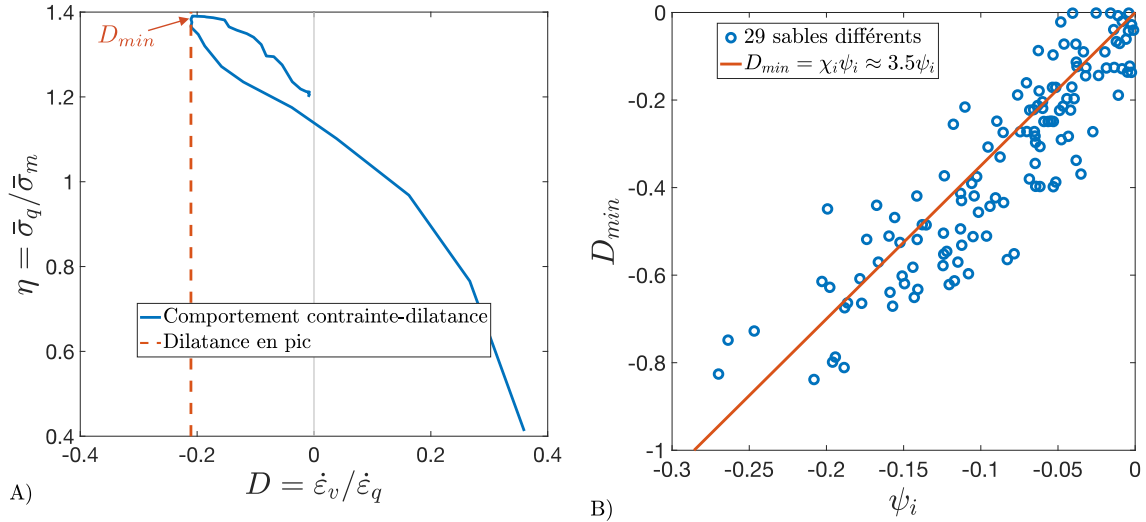 1.4
1.2
1
0.8
0.6
0.4
-0.4
-0.2
0
0.2
0.4
η = σ̄_q/σ̄_m
D = ε̇_v/ε̇_q
D_min
Comportement contrainte-dilatance
Dilatance en pic
A)
0
-0.2
-0.4
-0.6
-0.8
-1
-0.3
-0.25
-0.2
-0.15
-0.1
-0.05
0
D_min
ψ_i
29 sables différents
D_min = χ_iψ_i ≈ 3.5ψ_i
B)